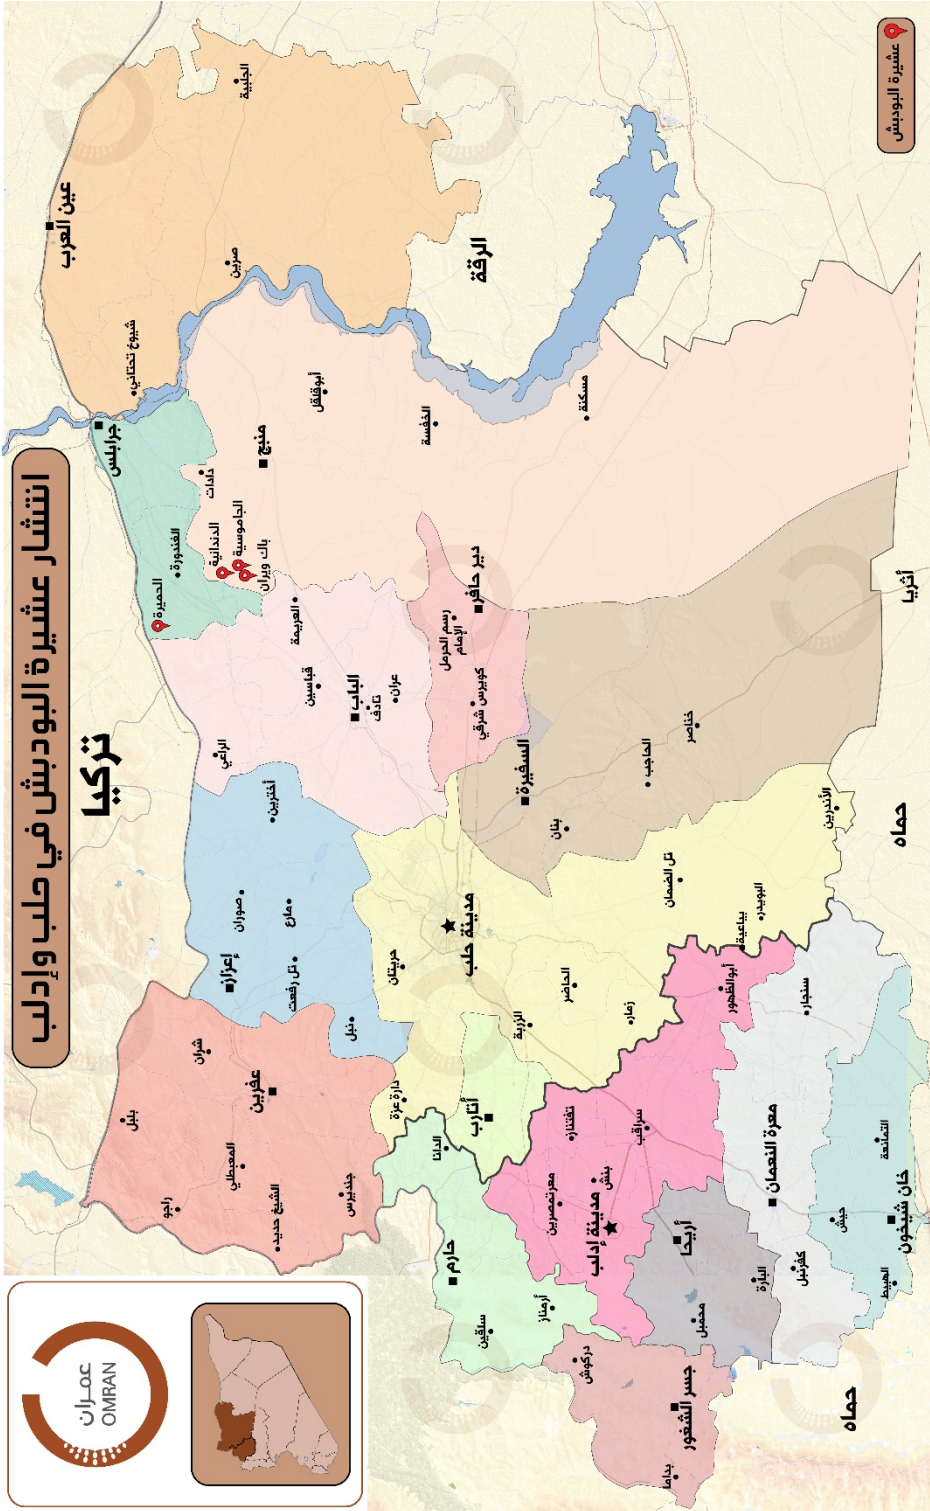 انتشار عشيرة البودبش في حلب وإدلب
عشيرة البودبش
عمران
OMRAN
تركيا
عين العرب
الجلبية
صرين
شيوخ تحتاني
الرقة
جرابلس
الغندورة
الحميرة
دادات
الدندانية
الجاموسية
باك ويران
منبج
أبوقلقل
الخفسة
مسكنة
العريمة
قباسين
الباب
تادف
عران
الراعي
دير حافر
رسم الحرمل
الإمام
كويرس شرقي
السفيرة
بنان
الحاجب
خناصر
أثريا
أخترين
صوران
مارع
إعزاز
تل رفعت
نبل
حريتان
مدينة حلب
تل الضمان
الأندرين
البويدر
بياعية
الحاضر
الزربة
زمار
دارة عزة
شران
عفرين
بلبل
المعبطلي
راجو
الشيخ حديد
جنديرس
أتارب
الدانا
حارم
سلقين
أرمناز
تفتناز
سراقب
أبوالظهور
معرتمصرين
بنش
مدينة إدلب
سنجار
أريحا
محمبل
البارة
معرة النعمان
كفرنبل
التمانعة
حيش
خان شيخون
الهبيط
دركوش
جسر الشغور
بداما
حماه
حماه